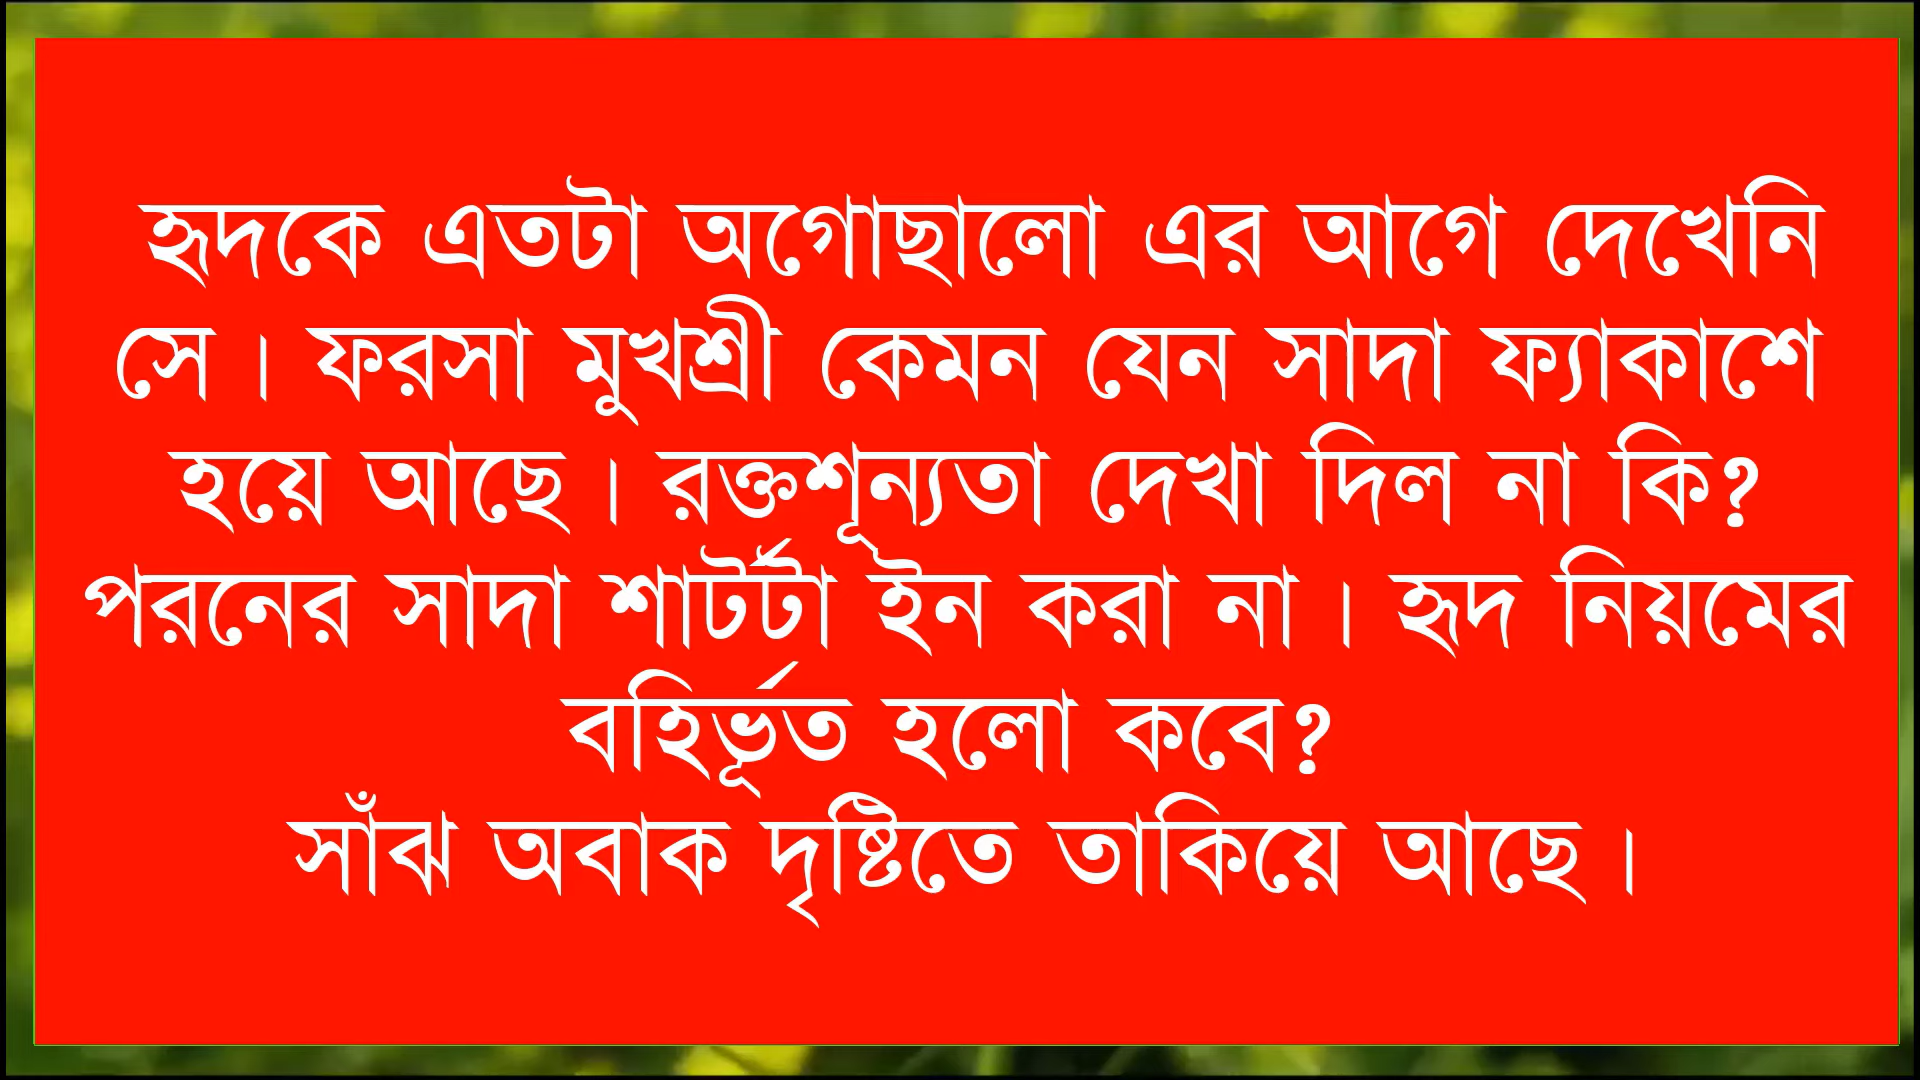 হৃদকে এতটা অগোছালো এর আগে দেখেনি
সে। ফরসা মুখশ্রী কেমন যেন সাদা ফ্যাকাশে
হয়ে আছে। রক্তশূন্যতা দেখা দিল না কি?
পরনের সাদা শার্টটা ইন করা না। হৃদ নিয়মের
বহির্ভূত হলো কবে?
সাঁঝ অবাক দৃষ্টিতে তাকিয়ে আছে।